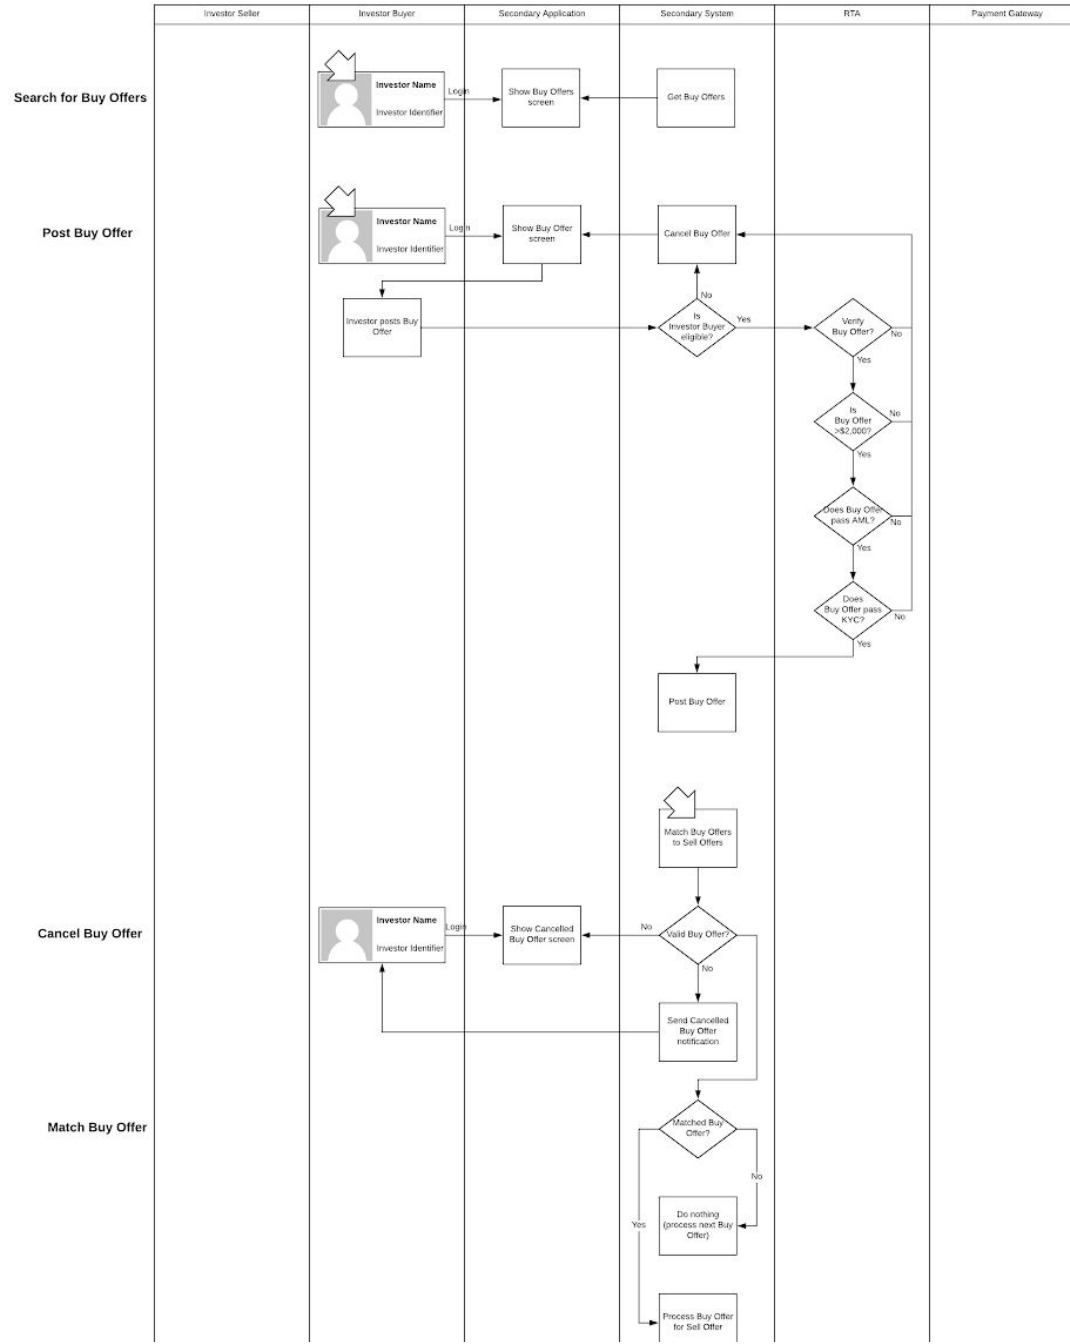 Investor Seller
Investor Buyer
Secondary Application
Secondary System
RTA
Payment Gateway
Search for Buy Offers
Investor Name
Investor Identifier
Login
Show Buy Offers
screen
Get Buy Offers
Post Buy Offer
Investor Name
Investor Identifier
Login
Show Buy Offer
screen
Cancel Buy Offer
Investor posts Buy
Offer
No
Is
Investor Buyer
eligible?
Yes
Verify
Buy Offer?
No
Yes
Is
Buy Offer
>$2,000?
No
Yes
Does Buy Offer
pass AML?
No
Yes
Does
Buy Offer pass
KYC?
No
Yes
Post Buy Offer
Match Buy Offers
to Sell Offers
Cancel Buy Offer
Investor Name
Investor Identifier
Login
Show Cancelled
Buy Offer screen
No
Valid Buy Offer?
No
Send Cancelled
Buy Offer
notification
Match Buy Offer
Matched Buy
Offer?
No
Do nothing
(process next Buy
Offer)
Yes
Process Buy Offer
for Sell Offer